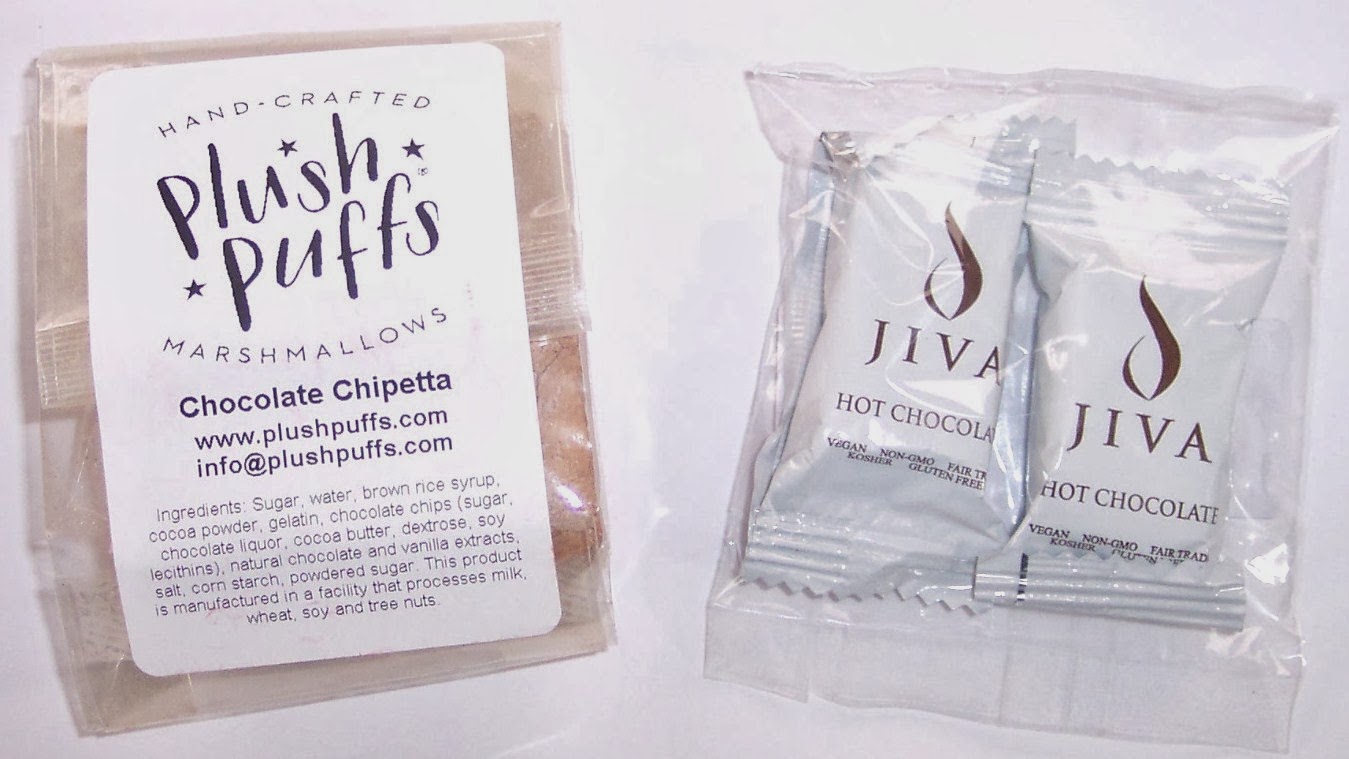 HAND-CRAFTED
plush
puffs®
MARSHMALLOWS
Chocolate Chipetta
www.plushpuffs.com
info@plushpuffs.com
Ingredients: Sugar, water, brown rice syrup,
cocoa powder, gelatin, chocolate chips (sugar,
chocolate liquor, cocoa butter, dextrose, soy
lecithins), natural chocolate and vanilla extracts,
salt, corn starch, powdered sugar. This product
is manufactured in a facility that processes milk,
wheat, soy and tree nuts.
JIVA
HOT CHOCOLA
VEGAN NON-GMO FAIR TR
KOSHER GLUTEN FREE
JIVA
HOT CHOCOLATE
VEGAN NON-GMO FAIR TRAD
KOSHER